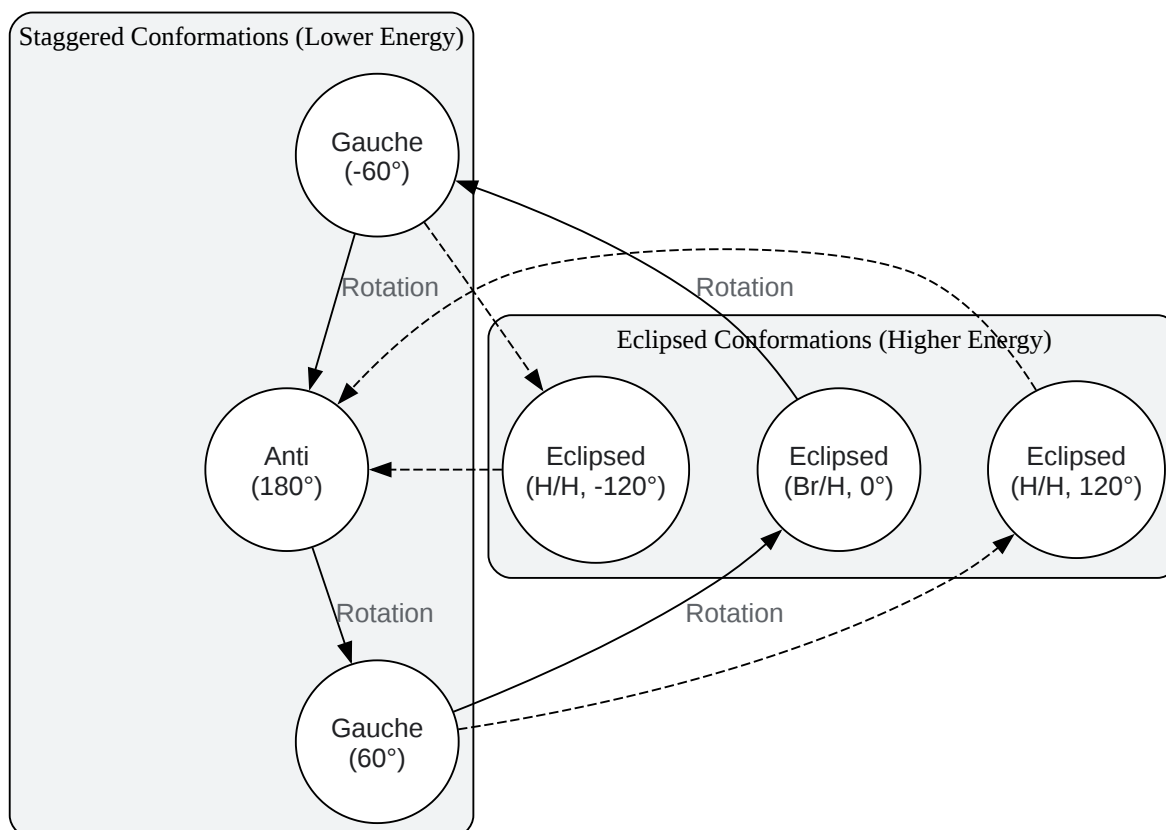 Staggered Conformations (Lower Energy)
Gauche
(-60°)
Rotation
Rotation
Eclipsed Conformations (Higher Energy)
Anti
(180°)
Eclipsed
(H/H, -120°)
Eclipsed
(Br/H, 0°)
Eclipsed
(H/H, 120°)
Rotation
Rotation
Gauche
(60°)